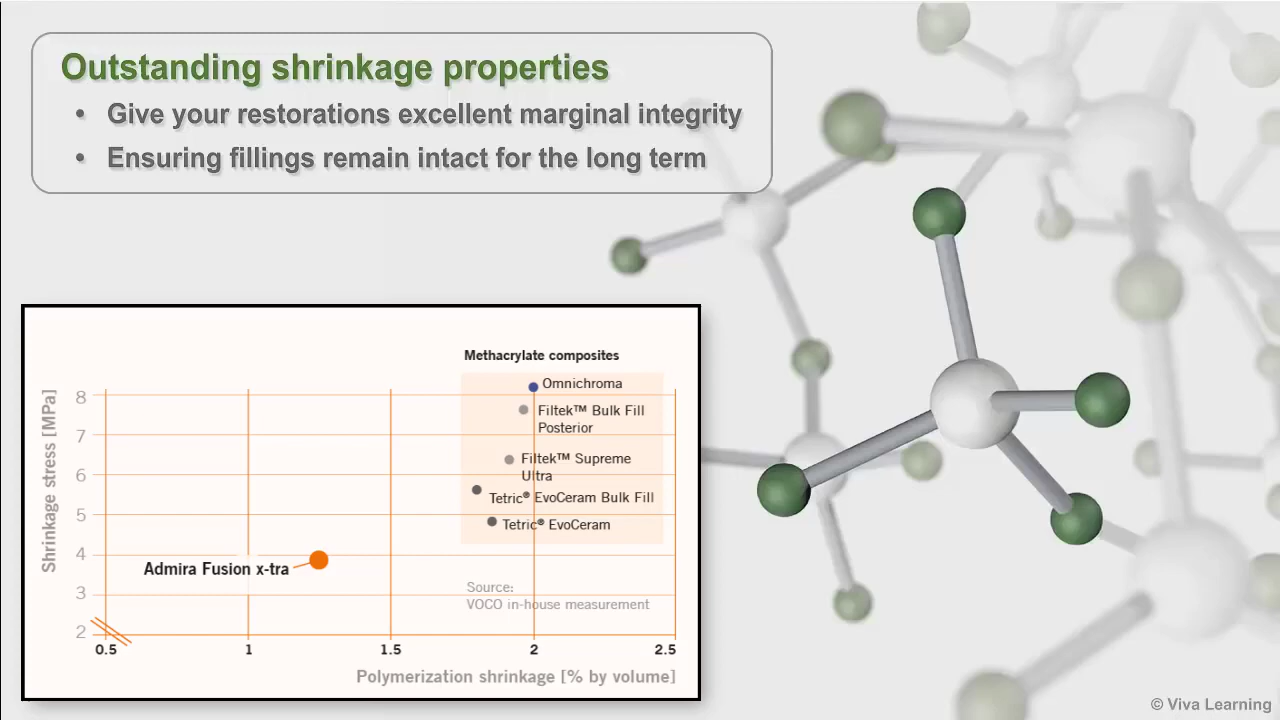 Outstanding shrinkage properties
• Give your restorations excellent marginal integrity
• Ensuring fillings remain intact for the long term
Methacrylate composites
Omnichroma
Filtek™ Bulk Fill
Posterior
Filtek™ Supreme
Ultra
Tetric® EvoCeram Bulk Fill
Tetric® EvoCeram
Admira Fusion x-tra
Source:
VOCO in-house measurement
Shrinkage stress [MPa]
8
7
6
5
4
3
2
0.5 1 1.5 2 2.5
Polymerization shrinkage [% by volume]
© Viva Learning